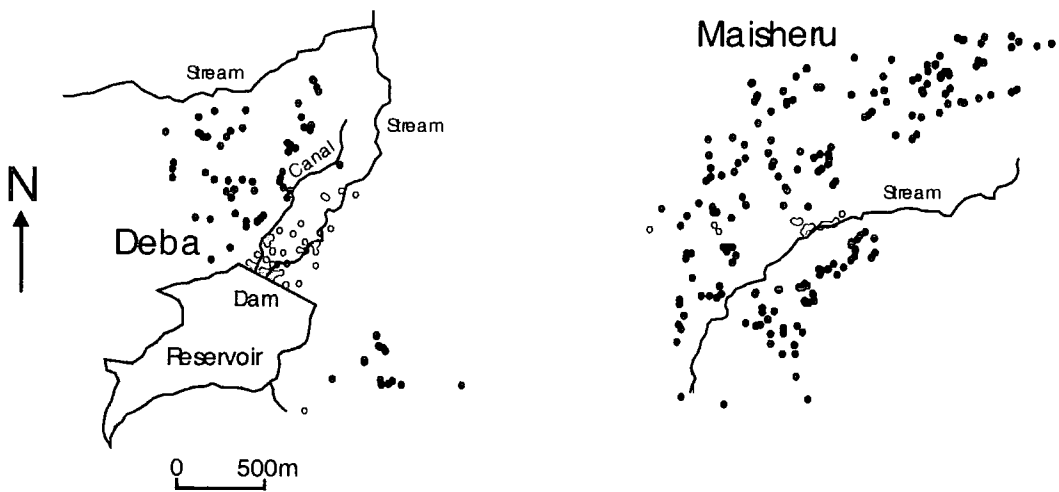 Maisheru
Stream
Stream
Canal
N
Stream
Deba
Dam
Reservoir
0 500m